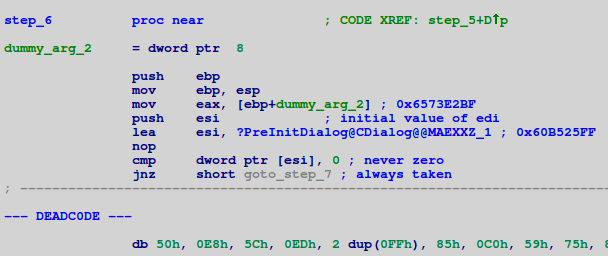 step_6 proc near ; CODE XREF: step_5+D↑p
dummy_arg_2 = dword ptr 8
push ebp
mov ebp, esp
mov eax, [ebp+dummy_arg_2] ; 0x6573E2BF
push esi ; initial value of edi
lea esi, ?PreInitDialog@CDialog@@MAEXXZ_1 ; 0x60B525FF
nop
cmp dword ptr [esi], 0 ; never zero
jnz short goto_step_7 ; always taken
; ---------------------------------------------------------------------------
--- DEADC0DE ---
db 50h, 0E8h, 5Ch, 0EDh, 2 dup(0FFh), 85h, 0C0h, 59h, 75h,